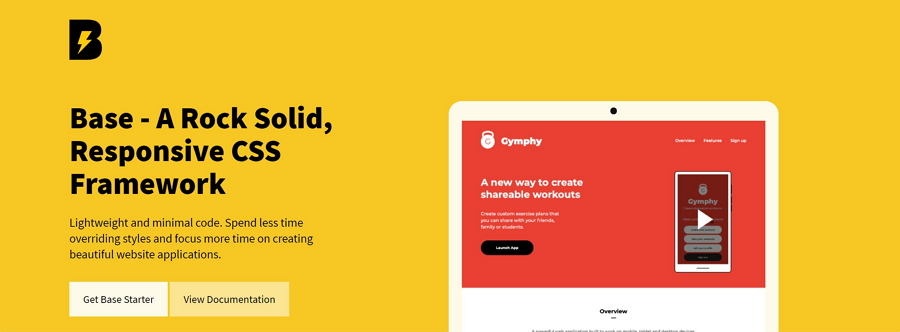 B
Base - A Rock Solid,
Responsive CSS
Framework
Lightweight and minimal code. Spend less time
overriding styles and focus more time on creating
beautiful website applications.
Get Base Starter
View Documentation
Gymphy
Overview
Features
Sign up
A new way to create
shareable workouts
Create custom exercise plans that
you can share with your friends,
family or students.
Launch App
Gymphy
Overview